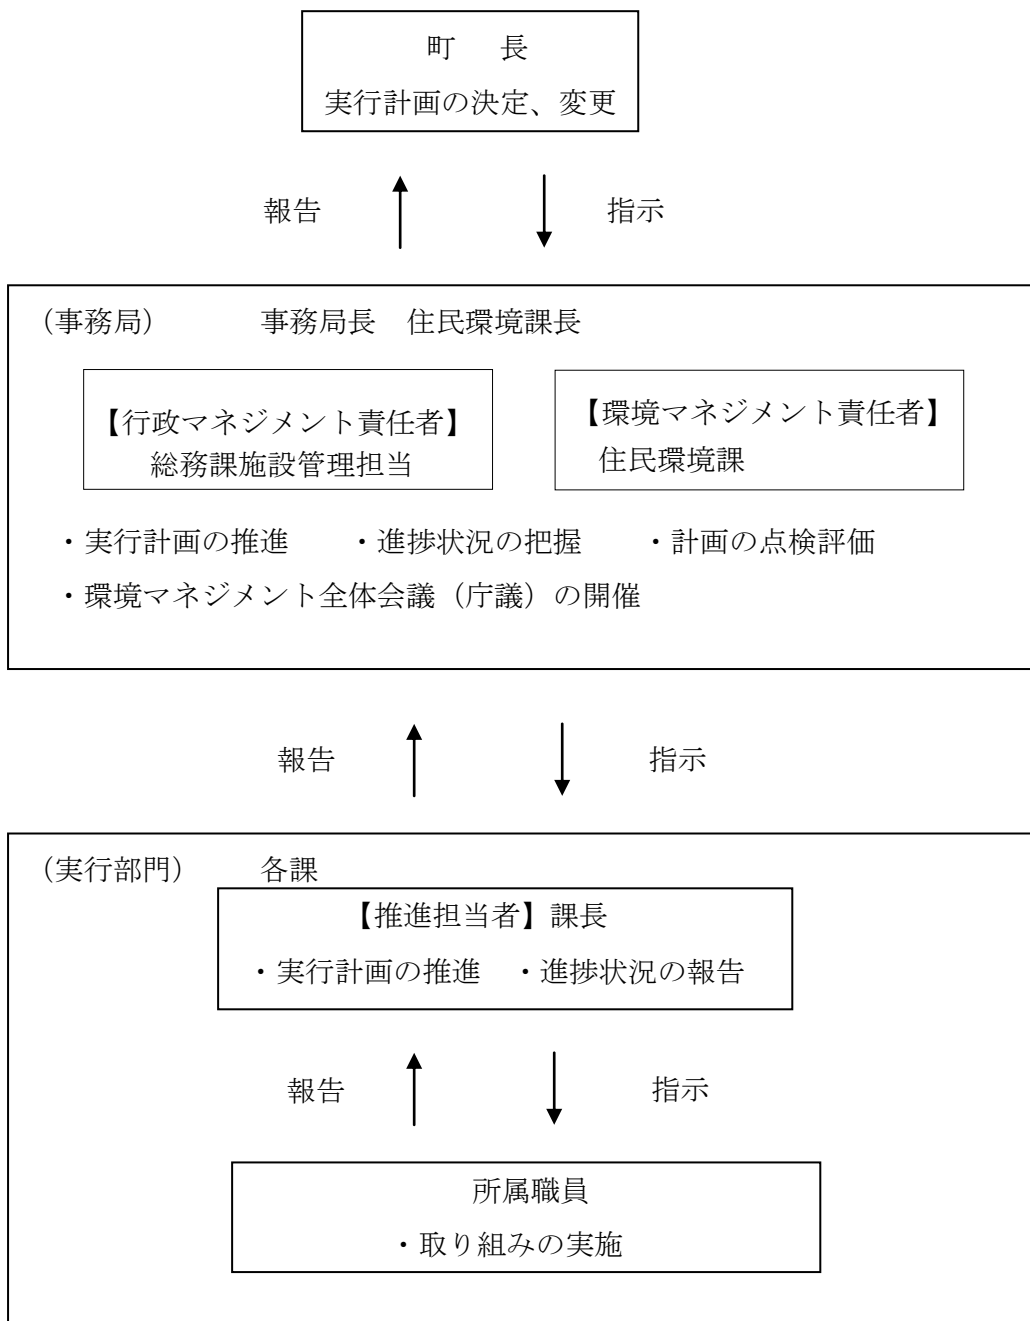 町　長
実行計画の決定、変更
報告　指示
（事務局）　事務局長　住民環境課長
【行政マネジメント責任者】
総務課施設管理担当
【環境マネジメント責任者】
住民環境課
・実行計画の推進　・進捗状況の把握　・計画の点検評価
・環境マネジメント全体会議（庁議）の開催
報告　指示
（実行部門）　各課
【推進担当者】課長
・実行計画の推進　・進捗状況の報告
報告　指示
所属職員
・取り組みの実施